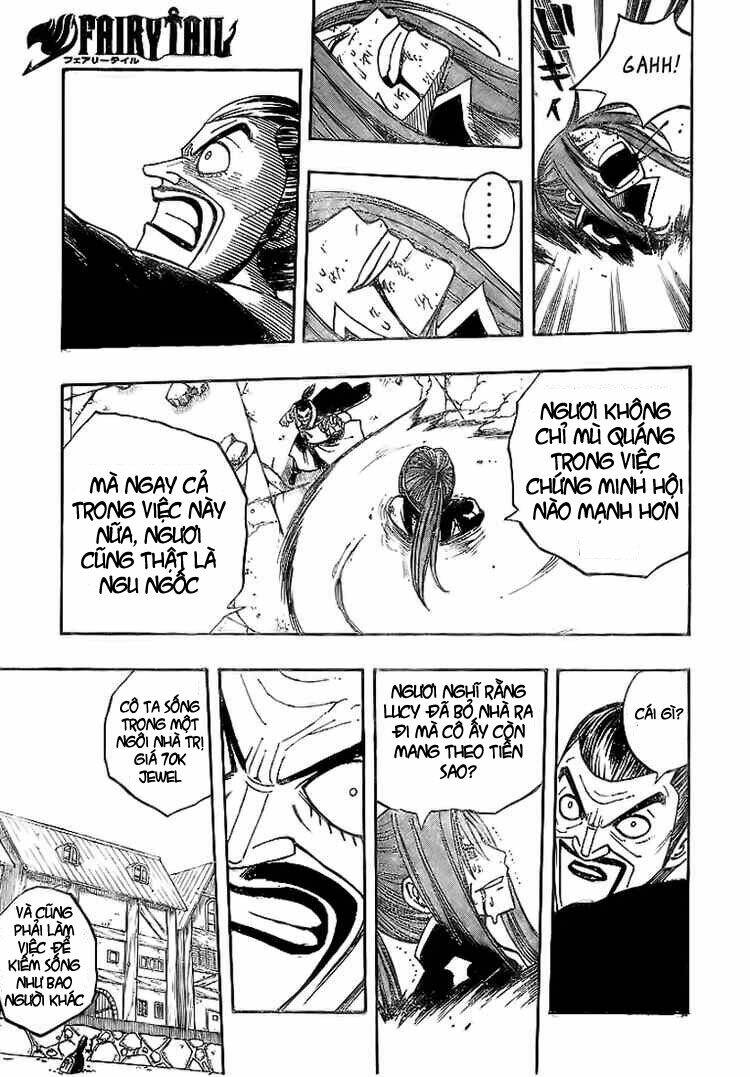 FAIRY TAIL
フェアリーテイル
GAHH!
ビキィ
......
NGƯƠI KHÔNG
CHỈ MÙ QUÁNG
TRONG VIỆC
CHỨNG MINH HỘI
NÀO MẠNH HƠN
MÀ NGAY CẢ
TRONG VIỆC NÀY
NỮA, NGƯƠI
CŨNG THẬT LÀ
NGU NGỐC
CÁI GÌ?
NGƯƠI NGHĨ RẰNG
LUCY ĐÃ BỎ NHÀ RA
ĐI MÀ CÔ ẤY CÒN
MANG THEO TIỀN
SAO?
CÔ TA SỐNG
TRONG MỘT
NGÔI NHÀ TRỊ
GIÁ 70K
JEWEL
VÀ CŨNG
PHẢI LÀM
VIỆC ĐỂ
KIẾM SỐNG
NHƯ BAO
NGƯỜI KHÁC